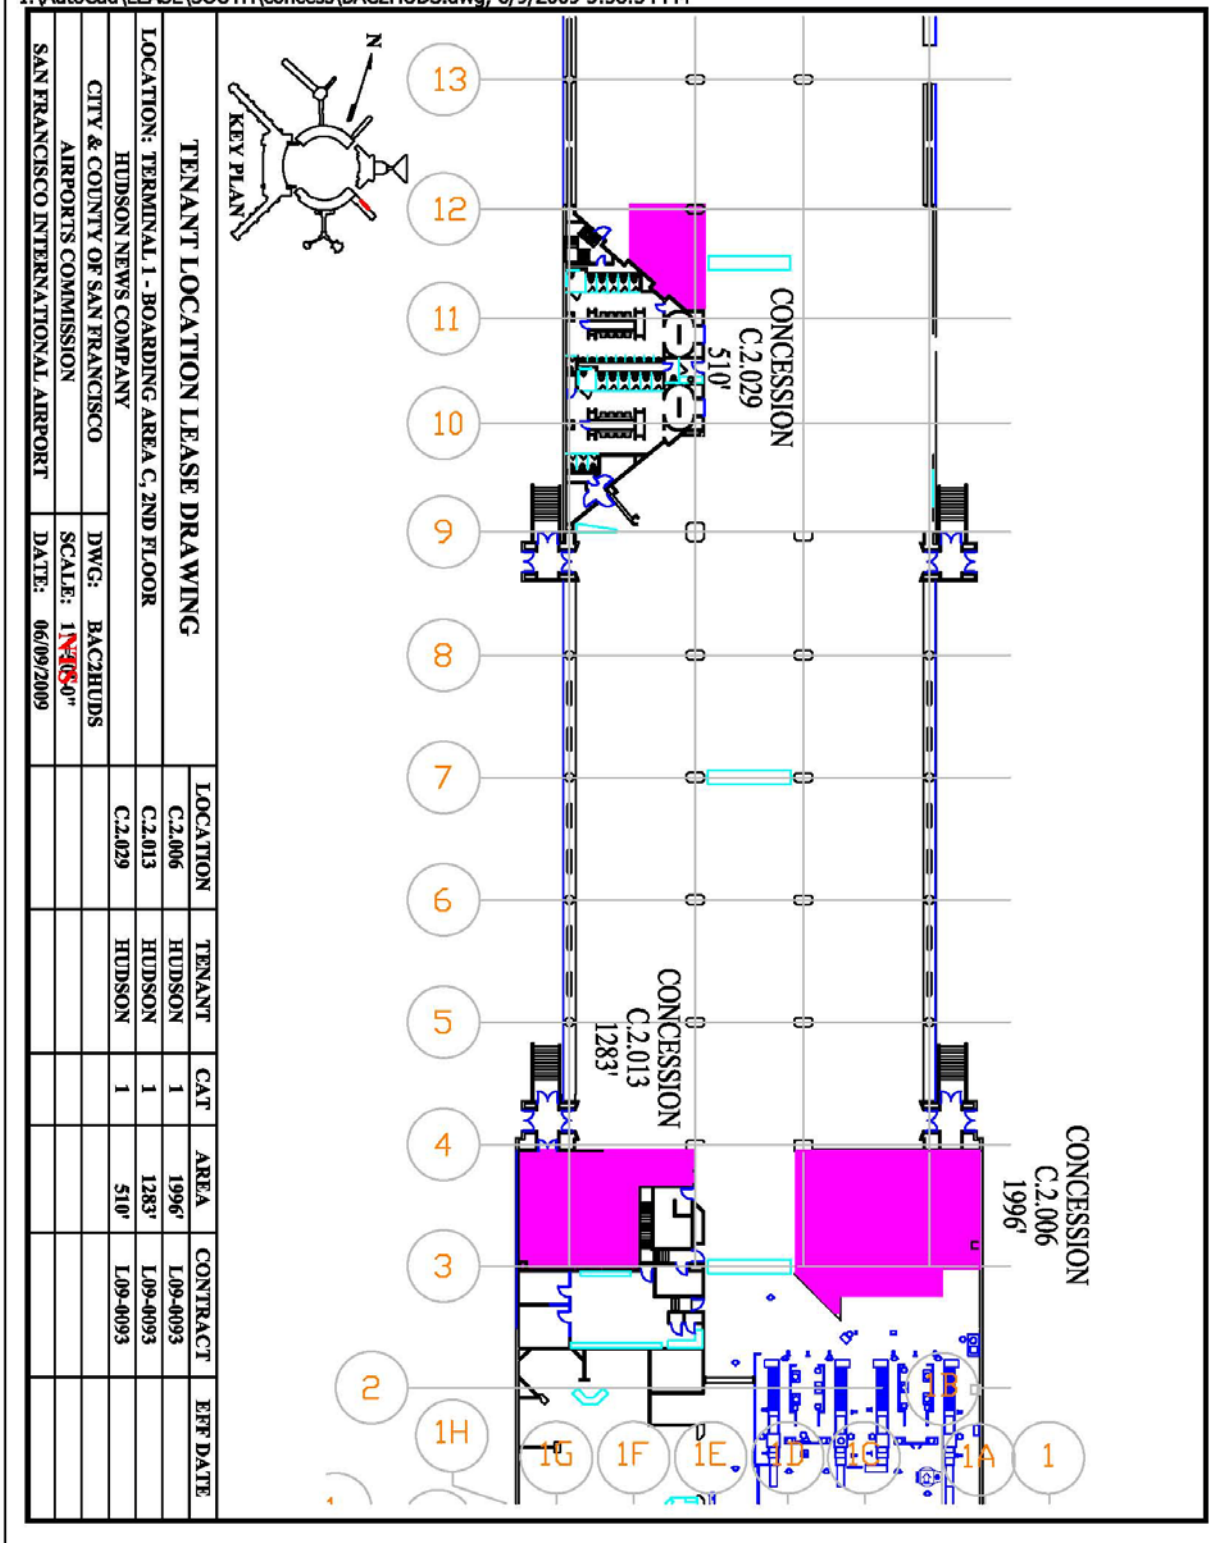 13
12
11
10
9
8
7
6
5
4
3
2
1H
1G
1F
1E
1D
1C
1B
1A
1
CONCESSION
C.2.029
510'
CONCESSION
C.2.013
1283'
CONCESSION
C.2.006
1996'
N
KEY PLAN
TENANT LOCATION LEASE DRAWING
LOCATION: TERMINAL 1 - BOARDING AREA C, 2ND FLOOR
HUDSON NEWS COMPANY
CITY & COUNTY OF SAN FRANCISCO
AIRPORTS COMMISSION
SAN FRANCISCO INTERNATIONAL AIRPORT
DWG: BAC2HUDS
SCALE: NTS
DATE: 06/09/2009
LOCATION TENANT CAT AREA CONTRACT EFF DATE
C.2.006 HUDSON 1 1996' L09-0093
C.2.013 HUDSON 1 1283' L09-0093
C.2.029 HUDSON 1 510' L09-0093